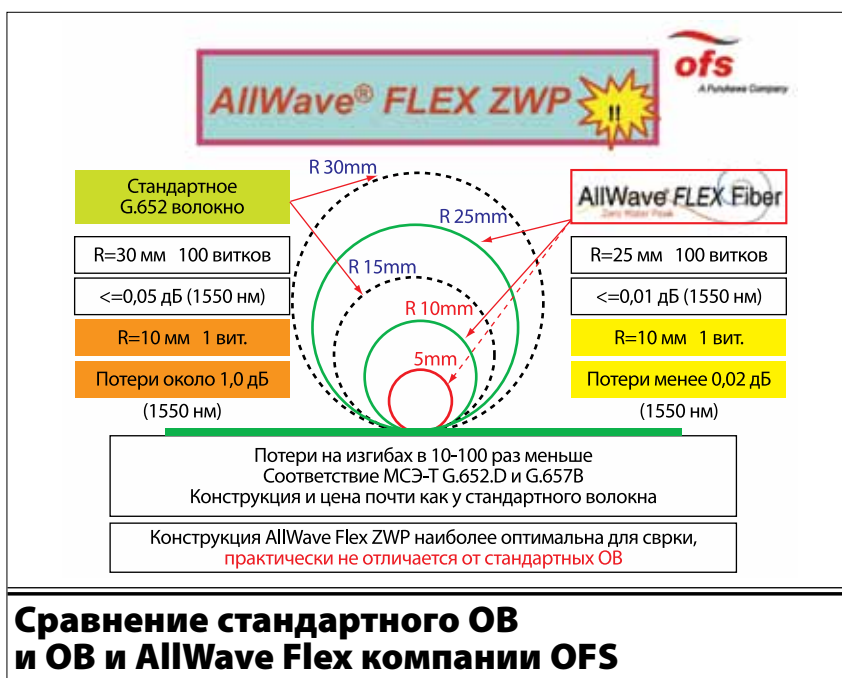 AllWave® FLEX ZWP !!
ofs
A Furukawa Company
R 30mm
Стандартное
G.652 волокно
AllWave® FLEX Fiber
Zero Water Peak
R 25mm
R=30 мм 100 витков
R=25 мм 100 витков
R 15mm
<=0,05 дБ (1550 нм)
<=0,01 дБ (1550 нм)
R 10mm
R=10 мм 1 вит.
R=10 мм 1 вит.
5mm
Потери около 1,0 дБ
Потери менее 0,02 дБ
(1550 нм)
(1550 нм)
Потери на изгибах в 10-100 раз меньше
Соответствие МСЭ-Т G.652.D и G.657B
Конструкция и цена почти как у стандартного волокна
Конструкция AllWave Flex ZWP наиболее оптимальна для сврки,
практически не отличается от стандартных ОВ
Сравнение стандартного ОВ
и ОВ и AllWave Flex компании OFS